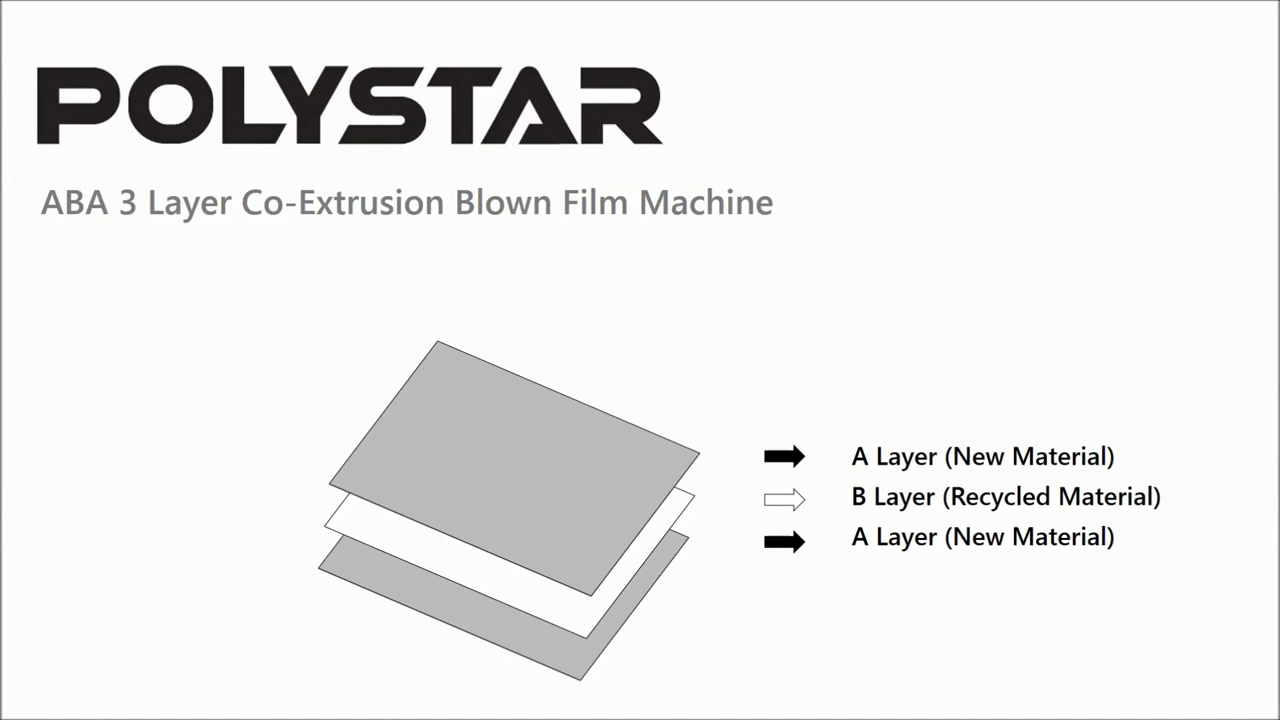 POLYSTAR
ABA 3 Layer Co-Extrusion Blown Film Machine
A Layer (New Material)
B Layer (Recycled Material)
A Layer (New Material)